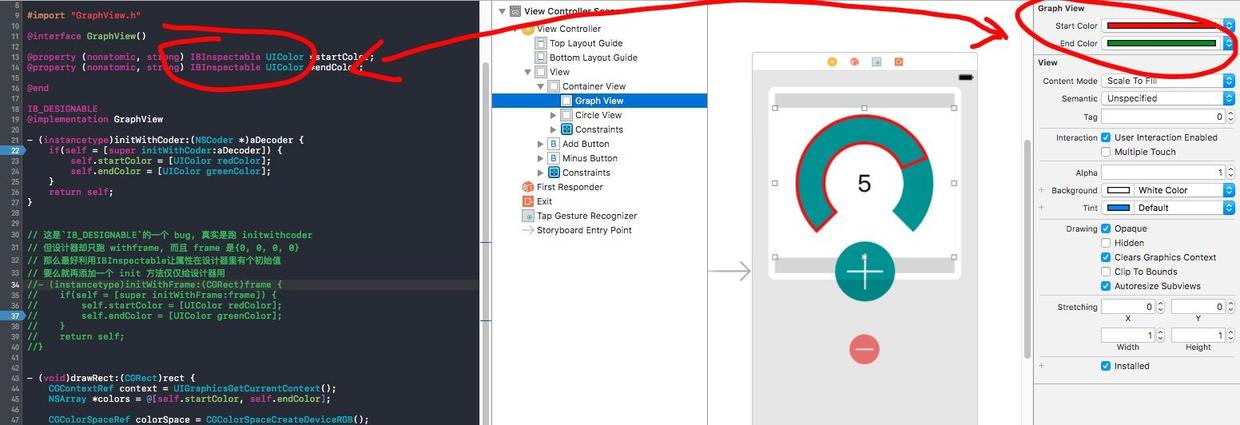 8
9 #import "GraphView.h"
10
11 @interface GraphView()
12
13 @property (nonatomic, strong) IBInspectable UIColor *startColor;
14 @property (nonatomic, strong) IBInspectable UIColor *endColor;
15
16 @end
17
18 IB_DESIGNABLE
19 @implementation GraphView
20
21 - (instancetype)initWithCoder:(NSCoder *)aDecoder {
22 if(self = [super initWithCoder:aDecoder]) {
23 self.startColor = [UIColor redColor];
24 self.endColor = [UIColor greenColor];
25 }
26 return self;
27 }
28
29
30 // 这是`IB_DESIGNABLE`的一个 bug, 真实是跑 initwithcoder
31 // 但设计器却只跑 withframe, 而且 frame 是{0, 0, 0, 0}
32 // 那么最好利用IBInspectable让属性在设计器里有个初始值
33 // 要么就再添加一个 init 方法仅仅给设计器用
34 //- (instancetype)initWithFrame:(CGRect)frame {
35 // if(self = [super initWithFrame:frame]) {
36 // self.startColor = [UIColor redColor];
37 // self.endColor = [UIColor greenColor];
38 // }
39 // return self;
40 //}
41
42
43 - (void)drawRect:(CGRect)rect {
44 CGContextRef context = UIGraphicsGetCurrentContext();
45 NSArray *colors = @[self.startColor, self.endColor];
46
47 CGColorSpaceRef colorSpace = CGColorSpaceCreateDeviceRGB();
View Controller Scene
View Controller
Top Layout Guide
Bottom Layout Guide
View
Container View
Graph View
Circle View
Constraints
B Add Button
B Minus Button
Constraints
First Responder
Exit
Tap Gesture Recognizer
Storyboard Entry Point
5
Graph View
Start Color
End Color
View
Content Mode Scale To Fill
Semantic Unspecified
Tag 0
Interaction User Interaction Enabled
Multiple Touch
Alpha 1
Background White Color
Tint Default
Drawing Opaque
Hidden
Clears Graphics Context
Clip To Bounds
Autoresize Subviews
Stretching 0 0
X Y
1 1
Width Height
Installed